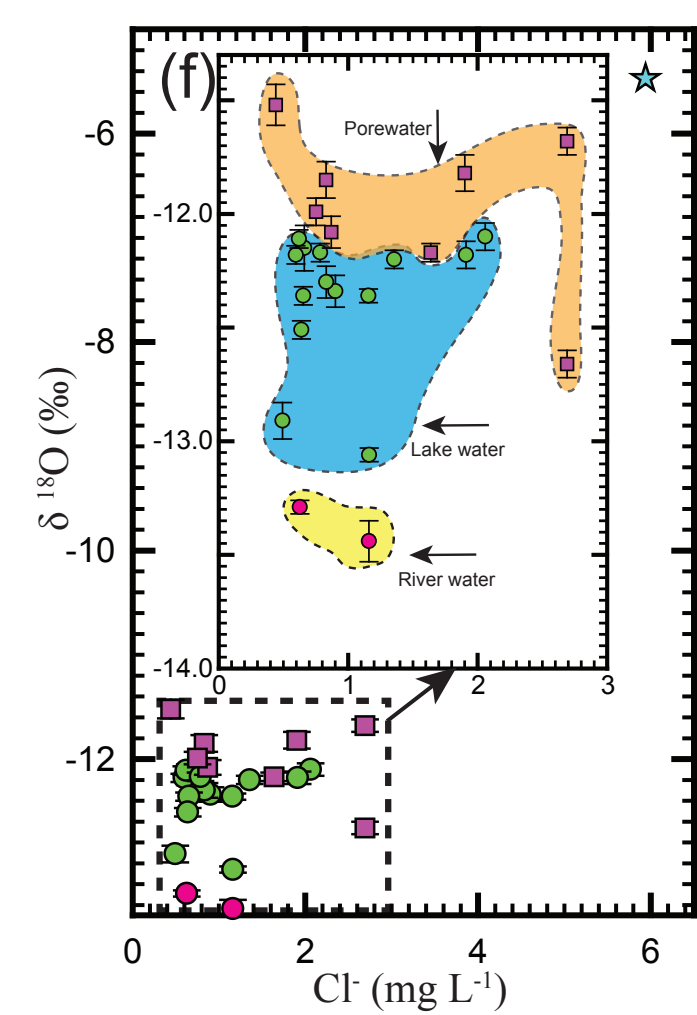 (f)
Porewater
-12.0
-13.0
-14.0
Lake water
River water
0 1 2 3
-6
-8
-10
-12
δ ¹⁸O (‰)
0 2 4 6
Cl⁻ (mg L⁻¹)